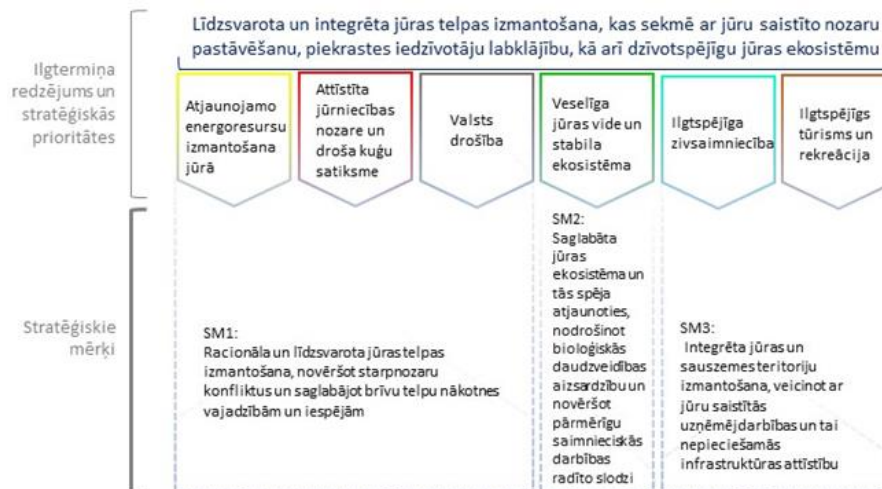 Līdzsvarota un integrēta jūras telpas izmantošana, kas sekmē ar jūru saistīto nozaru
pastāvēšanu, piekrastes iedzīvotāju labklājību, kā arī dzīvotspējīgu jūras ekosistēmu
Ilgtermiņa
redzējums un
stratēģiskās
prioritātes
Atjaunojamo
energoresursu
izmantošana
jūrā
Attīstīta
jūrniecības
nozare un
droša kuģu
satiksme
Valsts
drošība
Veselīga
jūras vide un
stabila
ekosistēma
Ilgtspējīga
zivsaimniecība
Ilgtspējīgs
tūrisms un
rekreācija
Stratēģiskie
mērķi
SM1:
Racionāla un līdzsvarota jūras telpas
izmantošana, novēršot starpnozaru
konfliktus un saglabājot brīvu telpu nākotnes
vajadzībām un iespējām
SM2:
Saglabāta
jūras
ekosistēma un
tās spēja
atjaunoties,
nodrošinot
bioloģiskās
daudzveidības
aizsardzību un
novēršot
pārmērīgu
saimnieciskās
darbības
radīto slodzi
SM3:
Integrēta jūras un
sauszemes teritoriju
izmantošana, veicinot ar
jūru saistītās
uzņēmējdarbības un tai
nepieciešamās
infrastruktūras attīstību